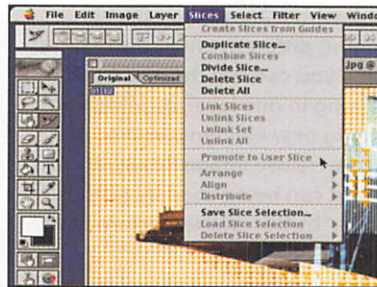 File Edit Image Layer Slices Select Filter View Windo
Create Slices from Guides
Duplicate Slice...
Combine Slices
Divide Slice...
Delete Slice
Delete All
Link Slices
Unlink Slices
Unlink Set
Unlink All
Promote to User Slice
Arrange
Align
Distribute
Save Slice Selection...
Load Slice Selection
Delete Slice Selection
Original Optimized
.jpg @